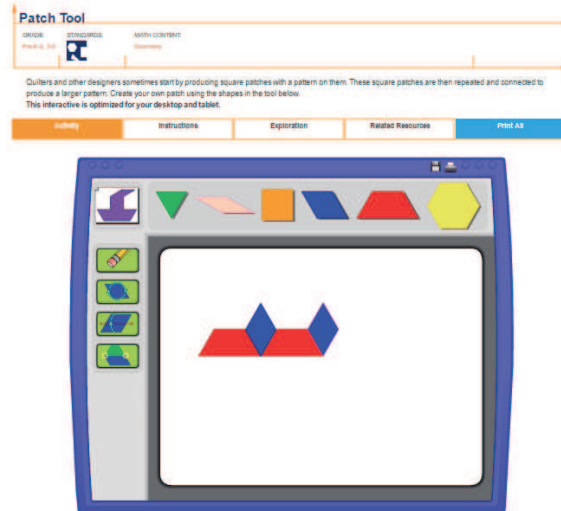 Patch Tool
GRADE STANDARDS MATH CONTENT
Geometry
Quilters and other designers sometimes start by producing square patches with a pattern on them. These square patches are then repeated and connected to
produce a larger pattern. Create your own patch using the shapes in the tool below.
This interactive is optimized for your desktop and tablet.
Activity Instructions Exploration Related Resources Print All